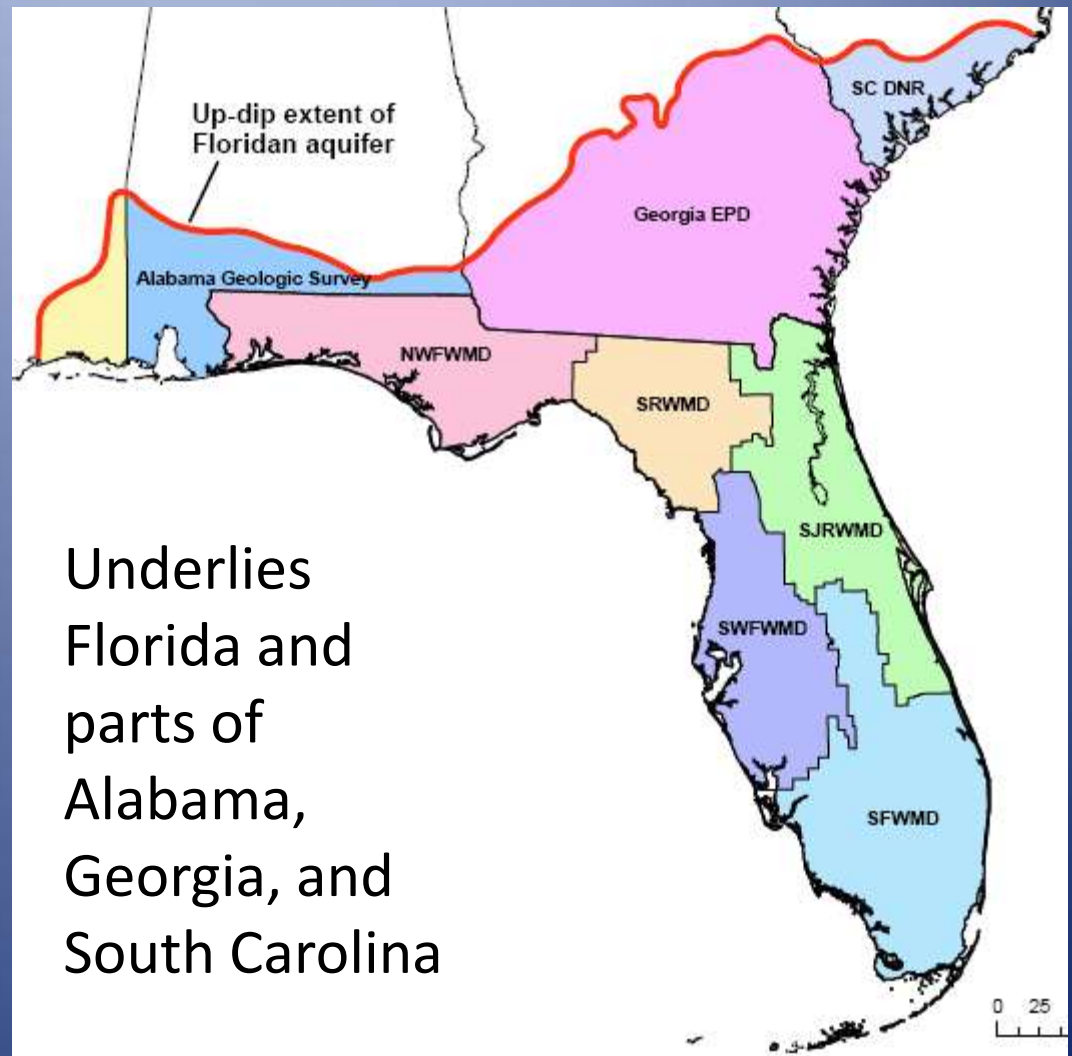 Up-dip extent of
Floridan aquifer
SC DNR
Georgia EPD
Alabama Geologic Survey
NWFWMD
SRWMD
SJRWMD
SWFWMD
SFWMD
Underlies
Florida and
parts of
Alabama,
Georgia, and
South Carolina
0 25